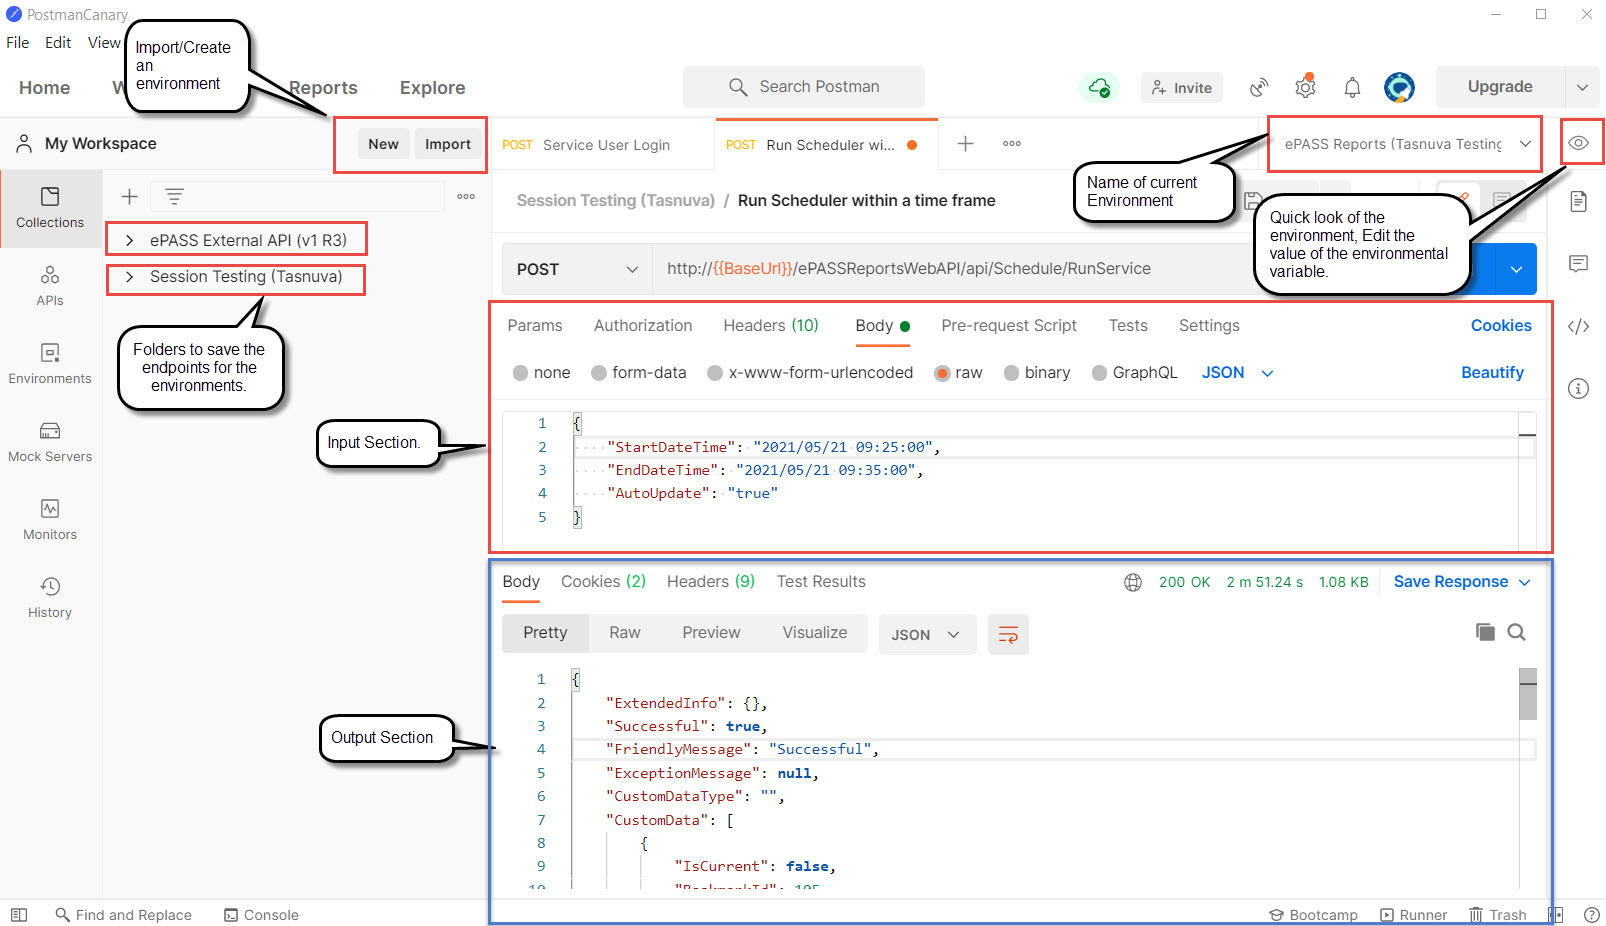 PostmanCanary
File Edit View
Import/Create
an
environment
Home W Reports Explore
Search Postman
Invite
Upgrade
My Workspace
New Import
POST Service User Login
POST Run Scheduler wi...
ePASS Reports (Tasnuva Testing
Name of current
Environment
Session Testing (Tasnuva) / Run Scheduler within a time frame
Quick look of the
environment, Edit the
value of the environmental
variable.
Collections
APIs
Environments
Mock Servers
Monitors
History
ePASS External API (v1 R3)
Session Testing (Tasnuva)
Folders to save the
endpoints for the
environments.
POST http://{{BaseUrl}}/ePASSReportsWebAPI/api/Schedule/RunService
Params Authorization Headers (10) Body Pre-request Script Tests Settings Cookies
none form-data x-www-form-urlencoded raw binary GraphQL JSON Beautify
Input Section.
1 {
2 "StartDateTime": "2021/05/21 09:25:00",
3 "EndDateTime": "2021/05/21 09:35:00",
4 "AutoUpdate": "true"
5 }
Body Cookies (2) Headers (9) Test Results 200 OK 2 m 51.24 s 1.08 KB Save Response
Pretty Raw Preview Visualize JSON
Output Section
1 {
2 "ExtendedInfo": {},
3 "Successful": true,
4 "FriendlyMessage": "Successful",
5 "ExceptionMessage": null,
6 "CustomDataType": "",
7 "CustomData": [
8 {
9 "IsCurrent": false,
Find and Replace Console Bootcamp Runner Trash